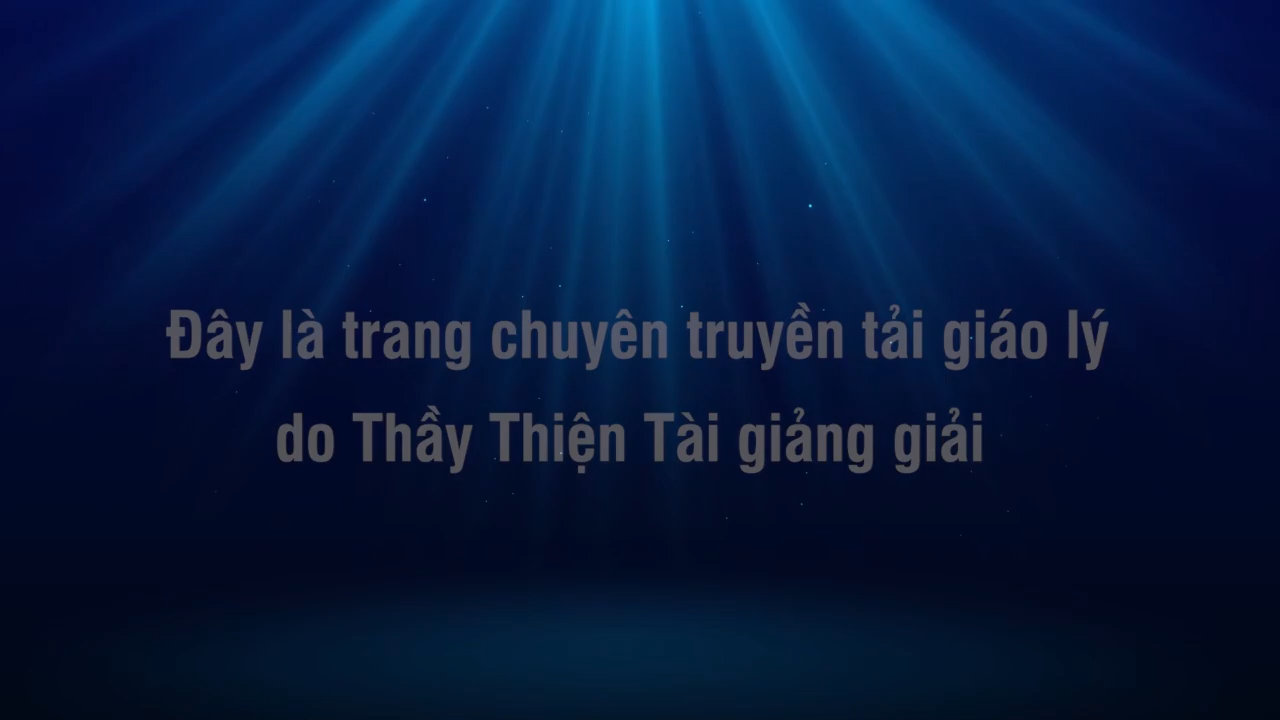 Đây là trang chuyên truyền tải giáo lý
do Thầy Thiện Tài giảng giải